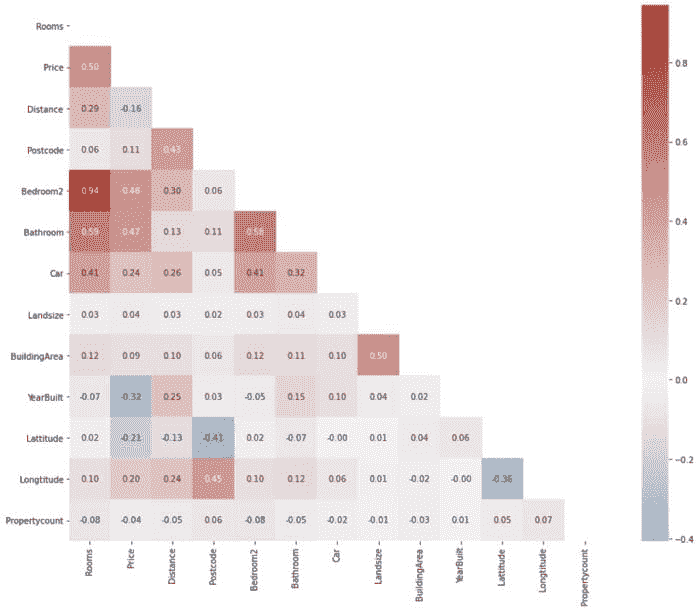 Rooms
Price 0.50
Distance 0.29 -0.16
Postcode 0.06 0.11 0.43
Bedroom2 0.94 0.48 0.30 0.06
Bathroom 0.59 0.47 0.13 0.11 0.58
Car 0.41 0.24 0.26 0.05 0.41 0.32
Landsize 0.03 0.04 0.03 0.02 0.03 0.04 0.03
BuildingArea 0.12 0.09 0.10 0.06 0.12 0.11 0.10 0.50
YearBuilt -0.07 -0.32 0.25 0.03 -0.05 0.15 0.10 0.04 0.02
Lattitude 0.02 -0.21 -0.13 -0.41 0.02 -0.07 -0.00 0.01 0.04 0.06
Longtitude 0.10 0.20 0.24 0.45 0.10 0.12 0.06 0.01 -0.02 -0.00 -0.36
Propertycount -0.08 -0.04 -0.05 0.06 -0.08 -0.05 -0.02 -0.01 -0.03 0.01 0.05 0.07
Rooms Price Distance Postcode Bedroom2 Bathroom Car Landsize BuildingArea YearBuilt Lattitude Longtitude Propertycount
0.8
0.6
0.4
0.2
0.0
-0.2
-0.4